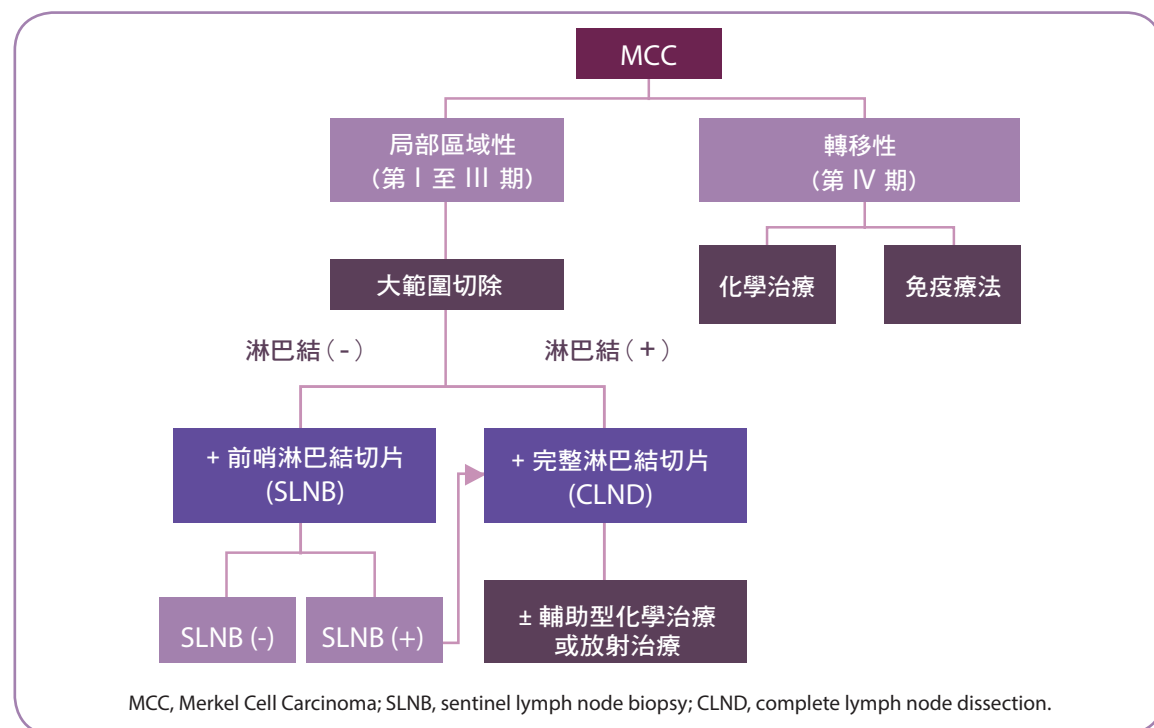 MCC
局部區域性
（第 I 至 III 期）
轉移性
（第 IV 期）
大範圍切除
化學治療
免疫療法
淋巴結（-）
淋巴結（+）
+ 前哨淋巴結切片
(SLNB)
+ 完整淋巴結切片
(CLND)
SLNB (-)
SLNB (+)
± 輔助型化學治療
或放射治療
MCC, Merkel Cell Carcinoma; SLNB, sentinel lymph node biopsy; CLND, complete lymph node dissection.